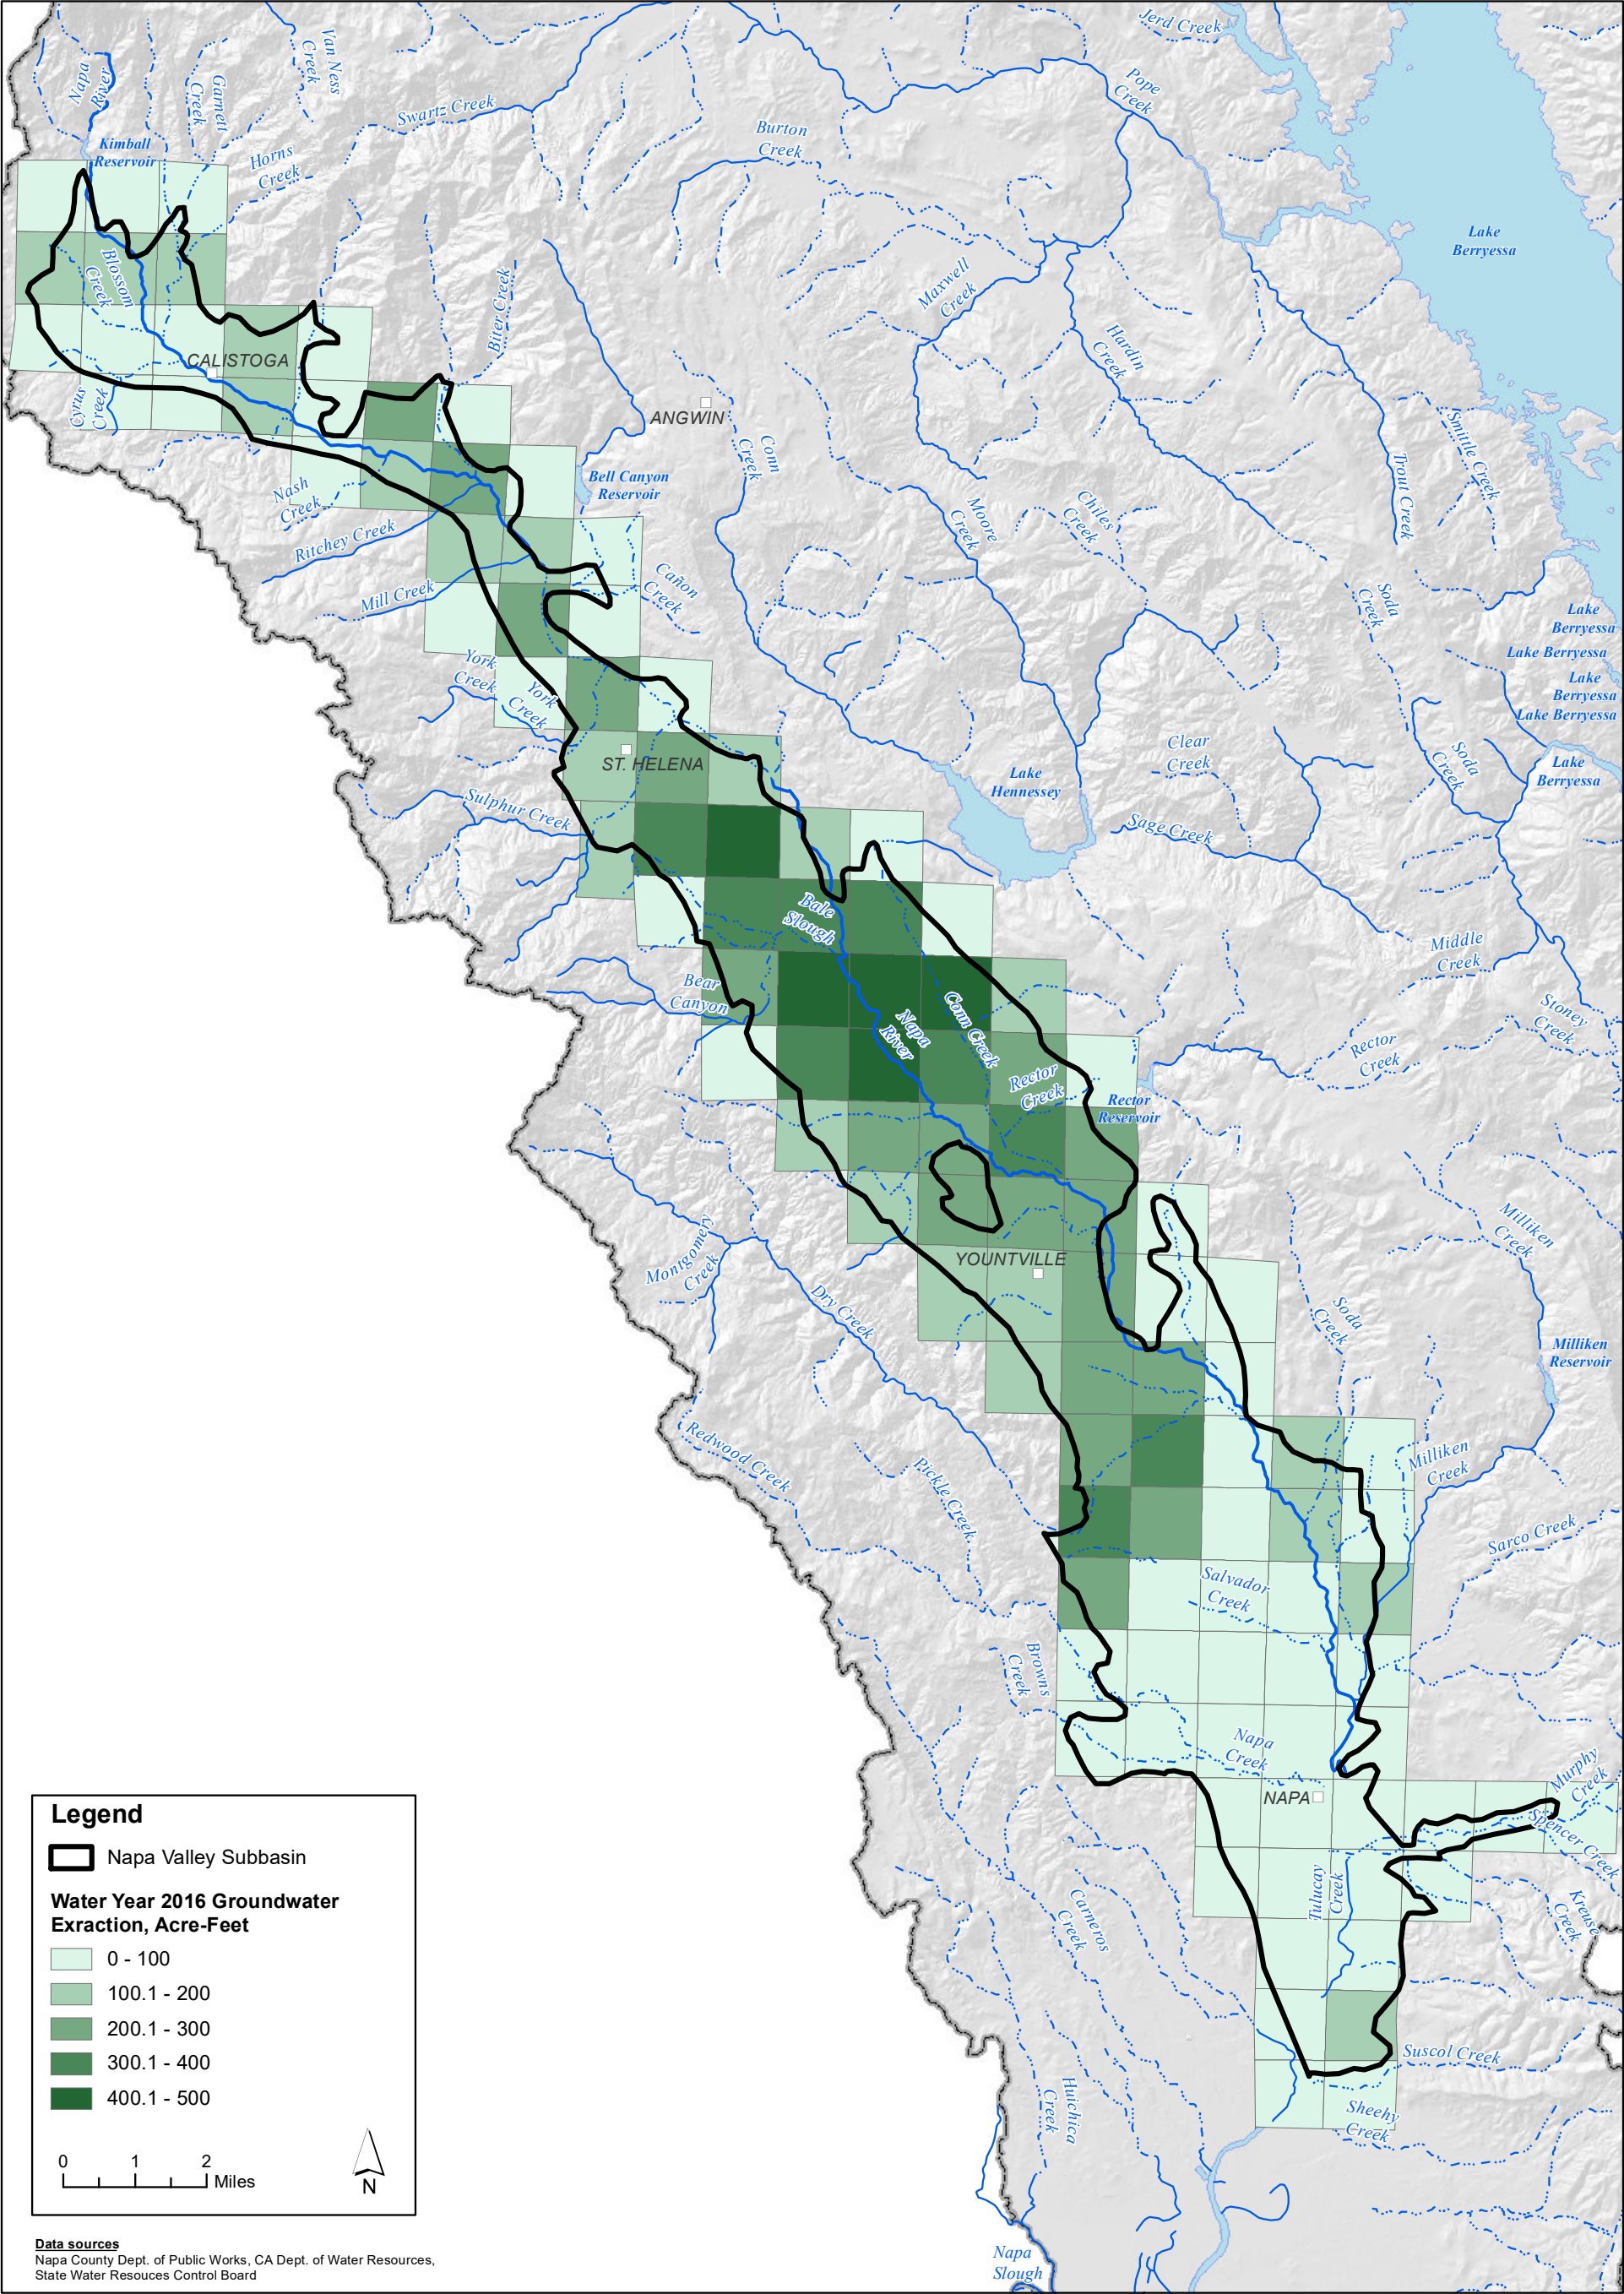 Jerd Creek
Napa
River
Garnett
Creek
Van Ness
Creek
Swartz Creek
Pope
Creek
Kimball
Reservoir
Horns
Creek
Burton
Creek
Lake
Berryessa
Blossom
Creek
Biter Creek
Maxwell
Creek
Hardin
Creek
CALISTOGA
Cyrus
Creek
ANGWIN
Conn
Creek
Trout Creek
Smittle Creek
Bell Canyon
Reservoir
Nash
Creek
Moore
Creek
Chiles
Creek
Ritchey Creek
Mill Creek
Cañon
Creek
Soda
Creek
Lake
Berryessa
Lake Berryessa
Lake
Berryessa
Lake Berryessa
York
Creek
York
Creek
ST. HELENA
Clear
Creek
Soda
Creek
Lake
Berryessa
Lake
Hennessey
Sulphur Creek
Sage Creek
Bale
Slough
Middle
Creek
Bear
Canyon
Conn Creek
Napa
River
Stoney
Creek
Rector
Creek
Rector
Creek
Rector
Reservoir
Milliken
Creek
Montgomery
Creek
YOUNTVILLE
Dry Creek
Soda
Creek
Milliken
Reservoir
Redwood Creek
Pickle Creek
Milliken
Creek
Sarco Creek
Salvador
Creek
Browns
Creek
Napa
Creek
NAPA
Murphy
Creek
Spencer Creek
Tulucay
Creek
Kreuse
Creek
Carneros
Creek
Suscol Creek
Huichica
Creek
Sheehy
Creek
Napa
Slough
Legend
Napa Valley Subbasin
Water Year 2016 Groundwater
Exraction, Acre-Feet
0 - 100
100.1 - 200
200.1 - 300
300.1 - 400
400.1 - 500
0 1 2
Miles
N
Data sources
Napa County Dept. of Public Works, CA Dept. of Water Resources,
State Water Resouces Control Board